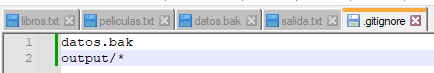 libros.txt peliculas.txt datos.bak salida.txt .gitignore
1 datos.bak
2 output/*